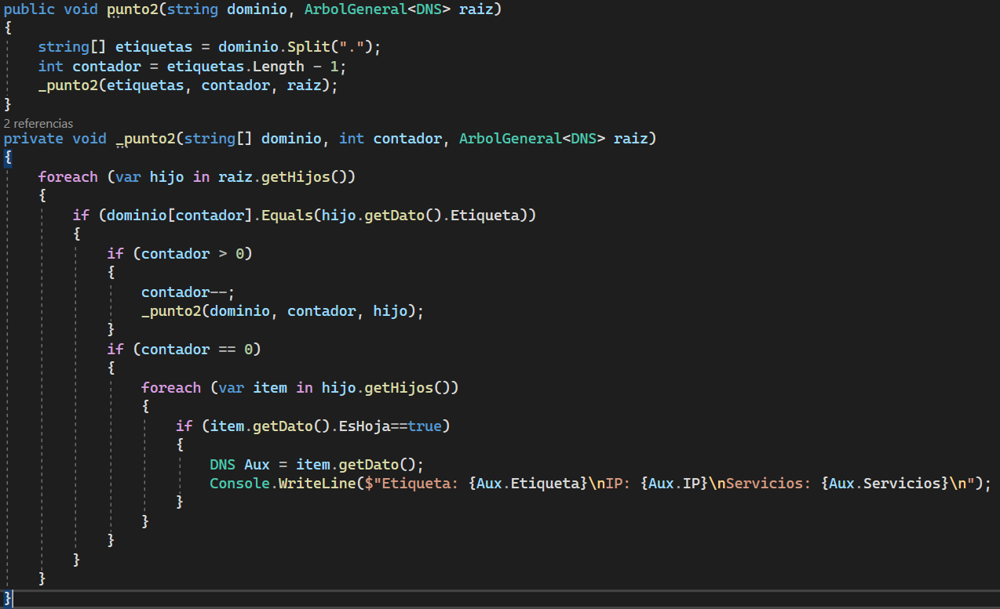 public void punto2(string dominio, ArbolGeneral<DNS> raiz)
{
    string[] etiquetas = dominio.Split(".");
    int contador = etiquetas.Length - 1;
    _punto2(etiquetas, contador, raiz);
}
2 referencias
private void _punto2(string[] dominio, int contador, ArbolGeneral<DNS> raiz)
{
    foreach (var hijo in raiz.getHijos())
    {
        if (dominio[contador].Equals(hijo.getDato().Etiqueta))
        {
            if (contador > 0)
            {
                contador--;
                _punto2(dominio, contador, hijo);
            }
            if (contador == 0)
            {
                foreach (var item in hijo.getHijos())
                {
                    if (item.getDato().EsHoja==true)
                    {
                        DNS Aux = item.getDato();
                        Console.WriteLine($"Etiqueta: {Aux.Etiqueta}\nIP: {Aux.IP}\nServicios: {Aux.Servicios}\n");
                    }
                }
            }
        }
    }
}